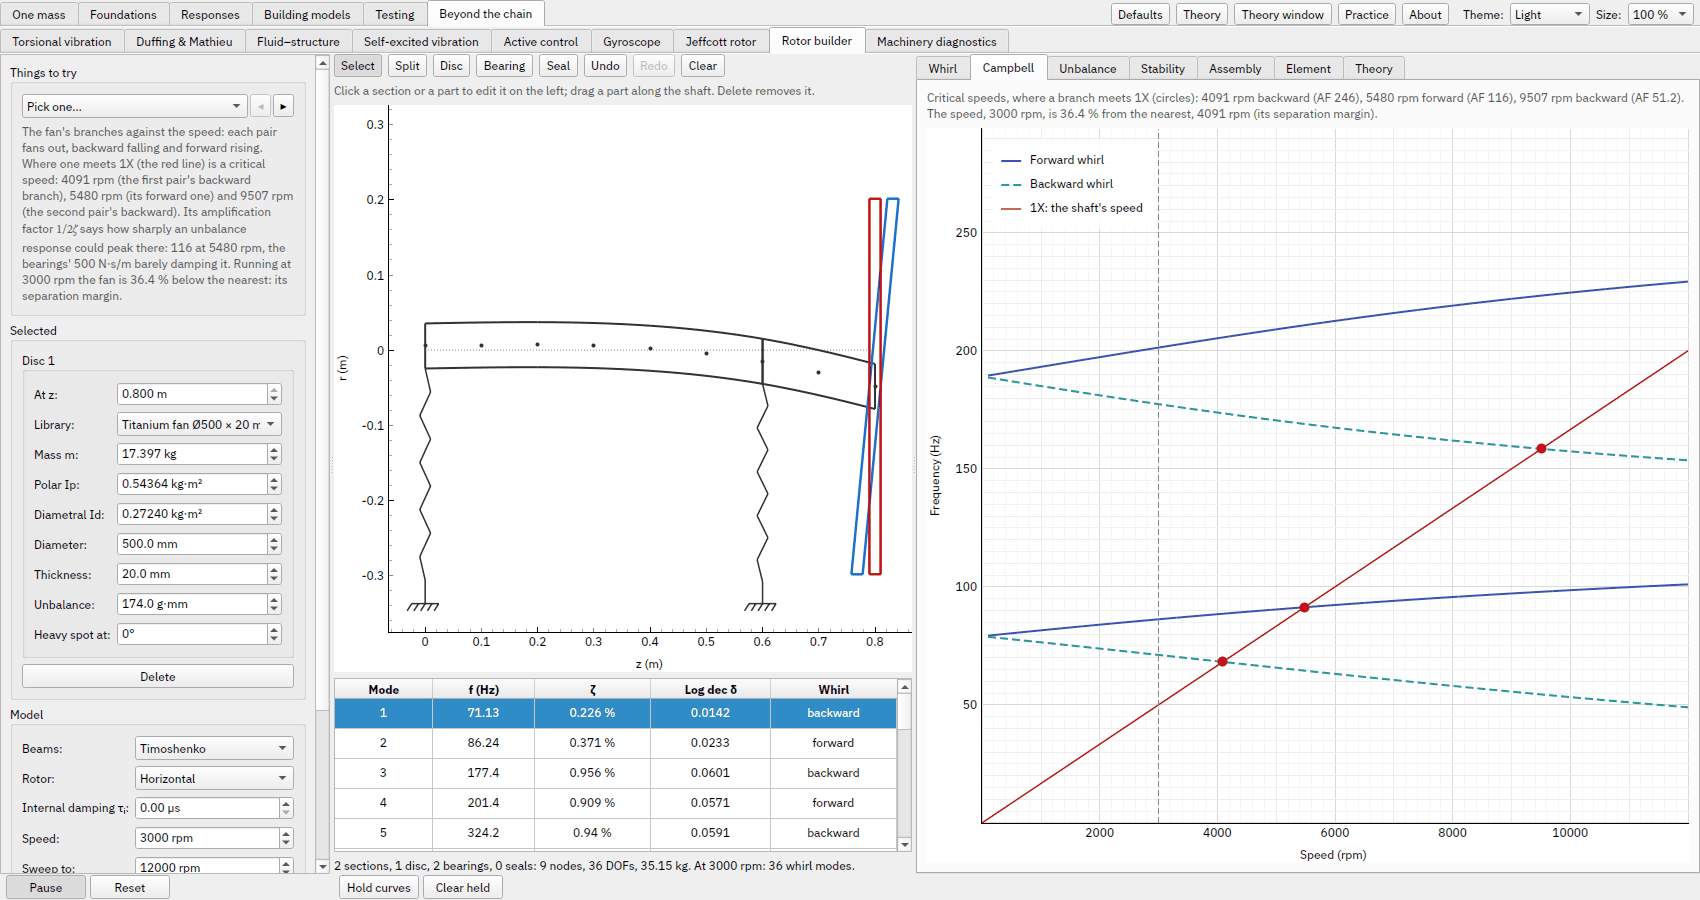 One mass Foundations Responses Building models Testing Beyond the chain Defaults Theory Theory window Practice About Theme: Light Size: 100 %
Torsional vibration Duffing & Mathieu Fluid–structure Self-excited vibration Active control Gyroscope Jeffcott rotor Rotor builder Machinery diagnostics
Things to try
Pick one...
The fan's branches against the speed: each pair
fans out, backward falling and forward rising.
Where one meets 1X (the red line) is a critical
speed: 4091 rpm (the first pair's backward
branch), 5480 rpm (its forward one) and 9507 rpm
(the second pair's backward). Its amplification
factor 1/2ζ says how sharply an unbalance
response could peak there: 116 at 5480 rpm, the
bearings' 500 N·s/m barely damping it. Running at
3000 rpm the fan is 36.4 % below the nearest: its
separation margin.
Selected
Disc 1
At z: 0.800 m
Library: Titanium fan Ø500 × 20 m
Mass m: 17.397 kg
Polar Ip: 0.54364 kg·m²
Diametral Id: 0.27240 kg·m²
Diameter: 500.0 mm
Thickness: 20.0 mm
Unbalance: 174.0 g·mm
Heavy spot at: 0°
Delete
Model
Beams: Timoshenko
Rotor: Horizontal
Internal damping τi: 0.00 µs
Speed: 3000 rpm
Sweep to: 12000 rpm
Pause Reset
Select Split Disc Bearing Seal Undo Redo Clear
Click a section or a part to edit it on the left; drag a part along the shaft. Delete removes it.
r (m)
0.3
0.2
0.1
0
-0.1
-0.2
-0.3
0 0.1 0.2 0.3 0.4 0.5 0.6 0.7 0.8
z (m)
Mode f (Hz) ζ Log dec δ Whirl
1 71.13 0.226 % 0.0142 backward
2 86.24 0.371 % 0.0233 forward
3 177.4 0.956 % 0.0601 backward
4 201.4 0.909 % 0.0571 forward
5 324.2 0.94 % 0.0591 backward
2 sections, 1 disc, 2 bearings, 0 seals: 9 nodes, 36 DOFs, 35.15 kg. At 3000 rpm: 36 whirl modes.
Hold curves Clear held
Whirl Campbell Unbalance Stability Assembly Element Theory
Critical speeds, where a branch meets 1X (circles): 4091 rpm backward (AF 246), 5480 rpm forward (AF 116), 9507 rpm backward (AF 51.2).
The speed, 3000 rpm, is 36.4 % from the nearest, 4091 rpm (its separation margin).
Forward whirl
Backward whirl
1X: the shaft's speed
Frequency (Hz)
250
200
150
100
50
2000 4000 6000 8000 10000
Speed (rpm)